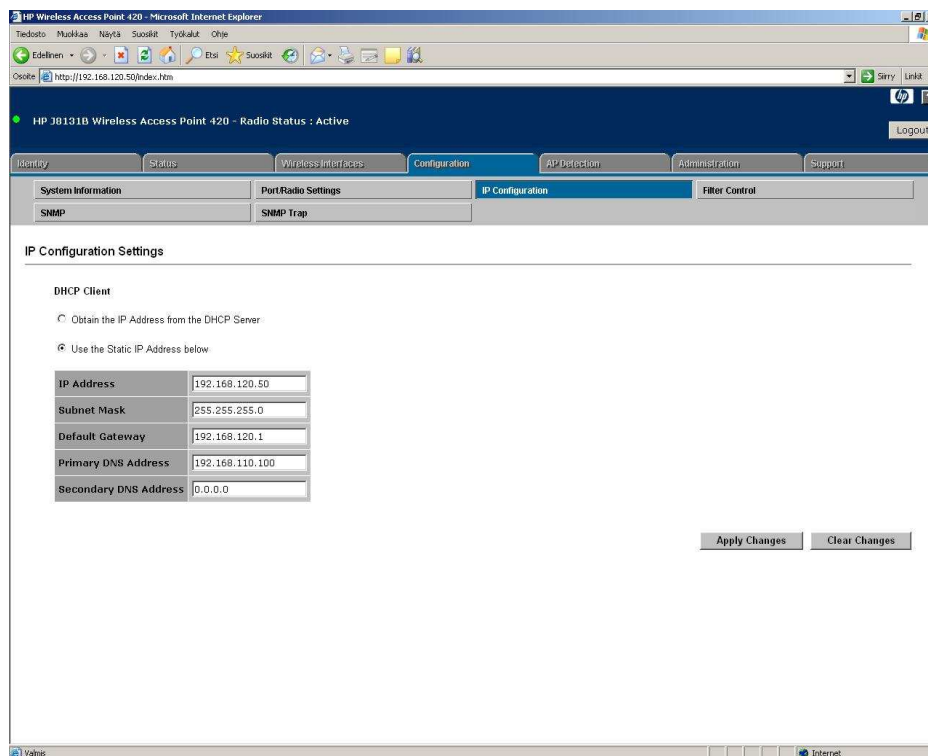 HP Wireless Access Point 420 - Microsoft Internet Explorer
Tiedosto Muokkaa Näytä Suosikit Työkalut Ohje
Edellinen Etsi Suosikit
Osoite http://192.168.120.50/index.htm Siirry Linkit
hp
HP J8131B Wireless Access Point 420 - Radio Status : Active
Logout
Identity Status Wireless Interfaces Configuration AP Detection Administration Support
System Information Port/Radio Settings IP Configuration Filter Control
SNMP SNMP Trap
IP Configuration Settings
DHCP Client
Obtain the IP Address from the DHCP Server
Use the Static IP Address below
IP Address 192.168.120.50
Subnet Mask 255.255.255.0
Default Gateway 192.168.120.1
Primary DNS Address 192.168.110.100
Secondary DNS Address 0.0.0.0
Apply Changes Clear Changes
Valmis Internet